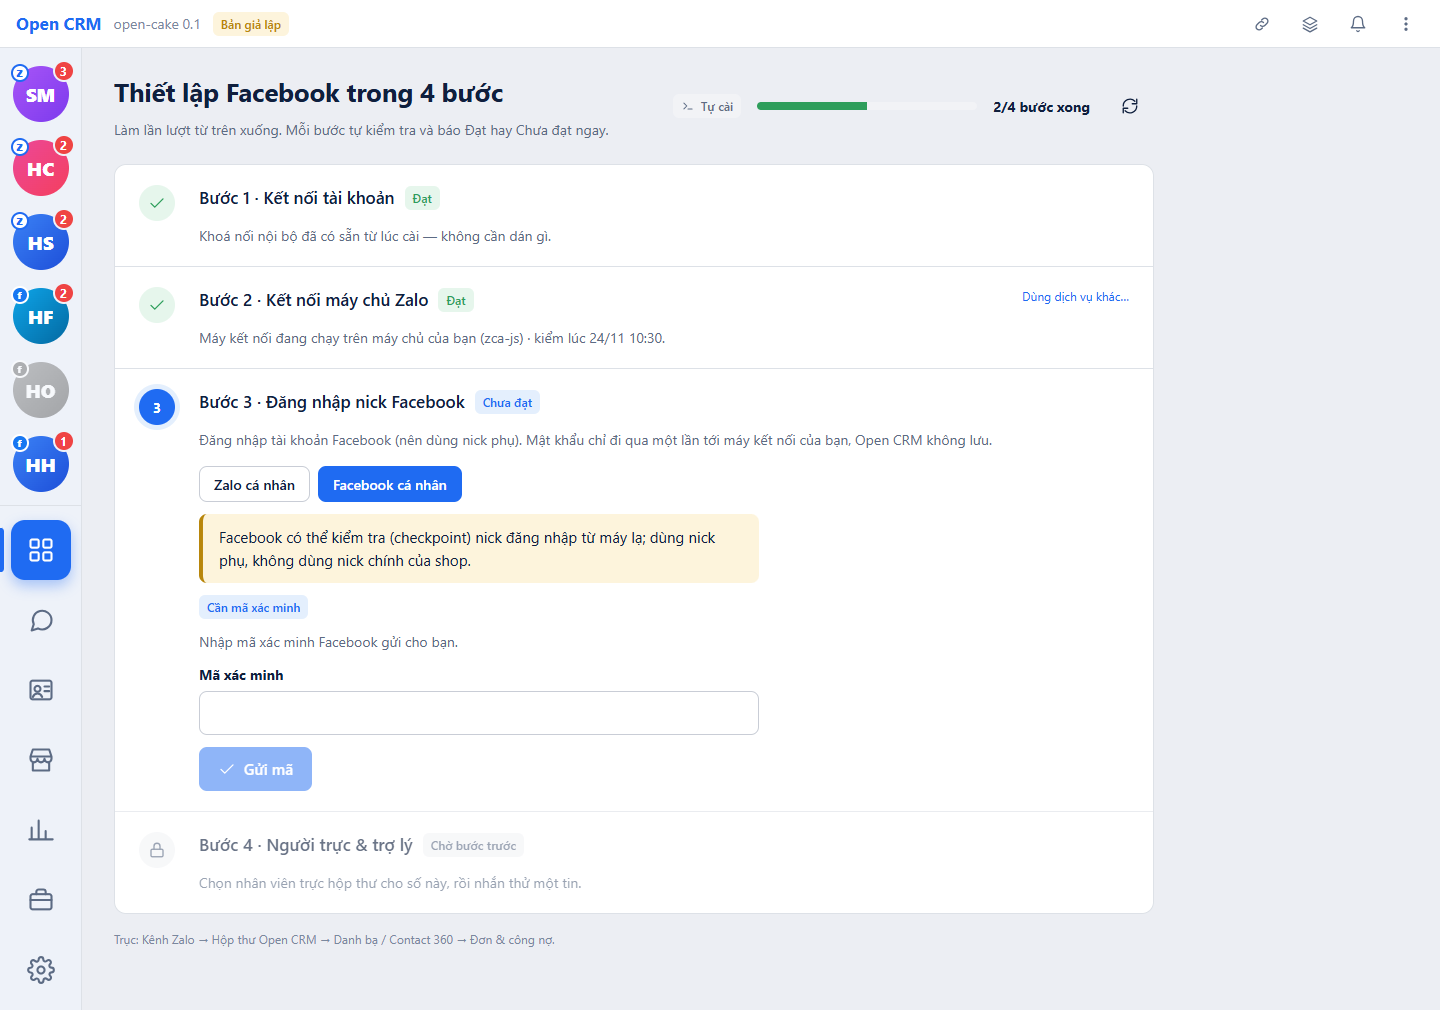 Open CRM open-cake 0.1 Bản giả lập
z 3
SM
z 2
HC
z 2
HS
f 2
HF
f
HO
f 1
HH
Thiết lập Facebook trong 4 bước
Làm lần lượt từ trên xuống. Mỗi bước tự kiểm tra và báo Đạt hay Chưa đạt ngay.
Tự cài
2/4 bước xong
Bước 1 · Kết nối tài khoản Đạt
Khoá nối nội bộ đã có sẵn từ lúc cài — không cần dán gì.
Bước 2 · Kết nối máy chủ Zalo Đạt
Dùng dịch vụ khác...
Máy kết nối đang chạy trên máy chủ của bạn (zca-js) · kiểm lúc 24/11 10:30.
3
Bước 3 · Đăng nhập nick Facebook Chưa đạt
Đăng nhập tài khoản Facebook (nên dùng nick phụ). Mật khẩu chỉ đi qua một lần tới máy kết nối của bạn, Open CRM không lưu.
Zalo cá nhân Facebook cá nhân
Facebook có thể kiểm tra (checkpoint) nick đăng nhập từ máy lạ; dùng nick
phụ, không dùng nick chính của shop.
Cần mã xác minh
Nhập mã xác minh Facebook gửi cho bạn.
Mã xác minh
Gửi mã
Bước 4 · Người trực & trợ lý Chờ bước trước
Chọn nhân viên trực hộp thư cho số này, rồi nhắn thử một tin.
Trục: Kênh Zalo → Hộp thư Open CRM → Danh bạ / Contact 360 → Đơn & công nợ.